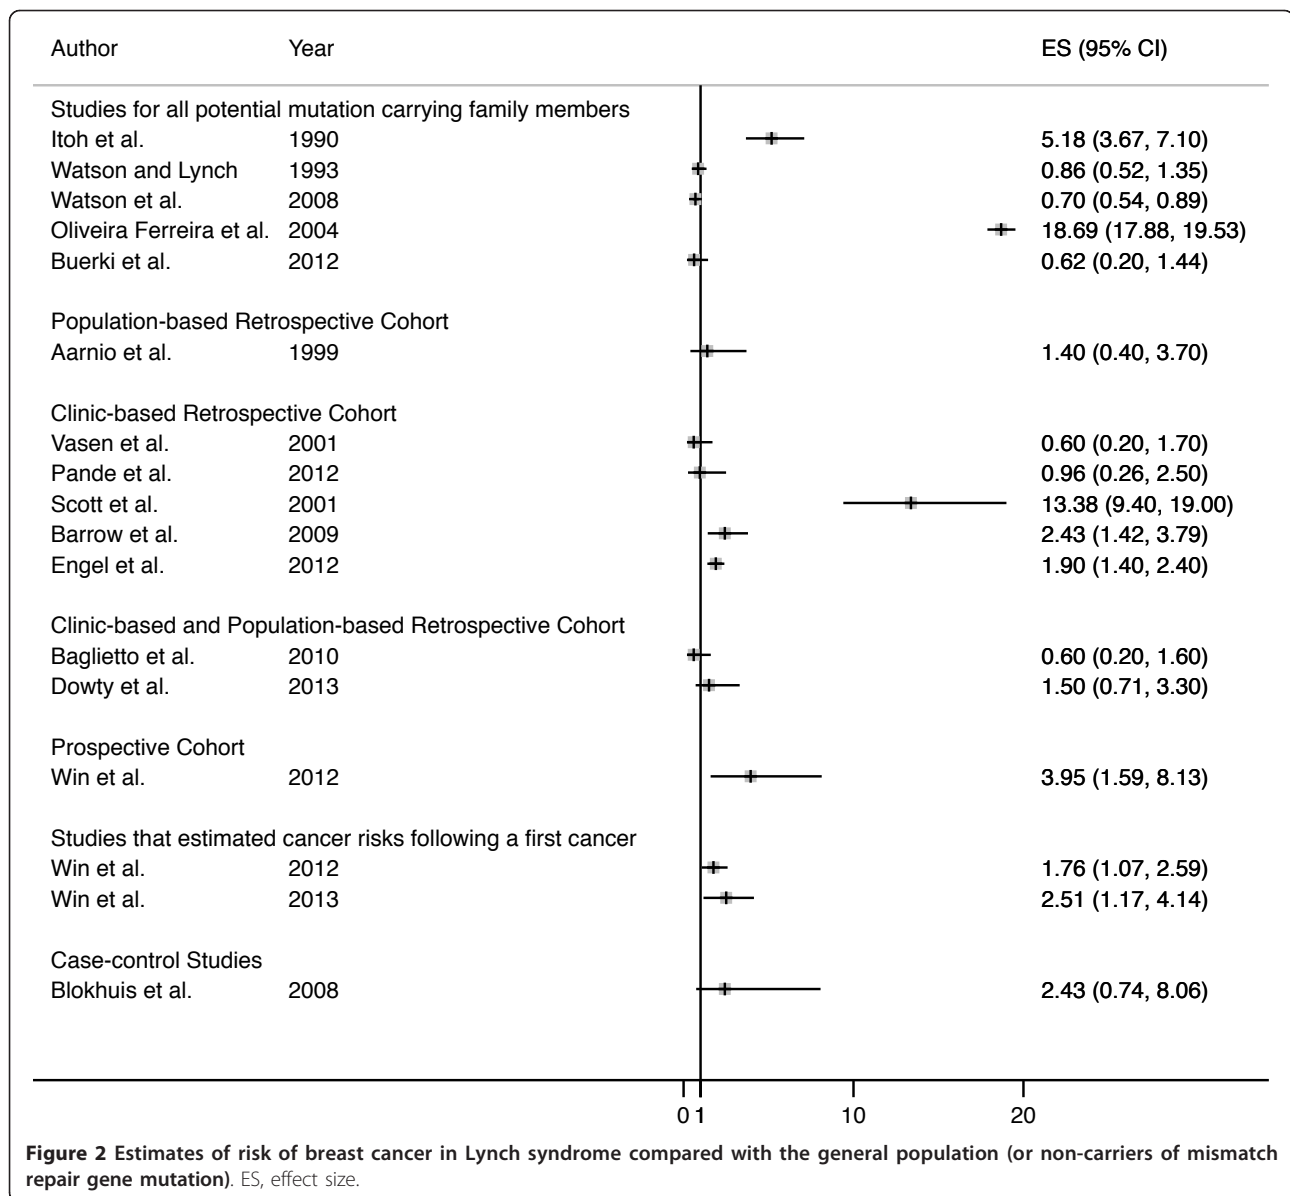 Author Year ES (95% CI)
Studies for all potential mutation carrying family members
Itoh et al. 1990 5.18 (3.67, 7.10)
Watson and Lynch 1993 0.86 (0.52, 1.35)
Watson et al. 2008 0.70 (0.54, 0.89)
Oliveira Ferreira et al. 2004 18.69 (17.88, 19.53)
Buerki et al. 2012 0.62 (0.20, 1.44)
Population-based Retrospective Cohort
Aarnio et al. 1999 1.40 (0.40, 3.70)
Clinic-based Retrospective Cohort
Vasen et al. 2001 0.60 (0.20, 1.70)
Pande et al. 2012 0.96 (0.26, 2.50)
Scott et al. 2001 13.38 (9.40, 19.00)
Barrow et al. 2009 2.43 (1.42, 3.79)
Engel et al. 2012 1.90 (1.40, 2.40)
Clinic-based and Population-based Retrospective Cohort
Baglietto et al. 2010 0.60 (0.20, 1.60)
Dowty et al. 2013 1.50 (0.71, 3.30)
Prospective Cohort
Win et al. 2012 3.95 (1.59, 8.13)
Studies that estimated cancer risks following a first cancer
Win et al. 2012 1.76 (1.07, 2.59)
Win et al. 2013 2.51 (1.17, 4.14)
Case-control Studies
Blokhuis et al. 2008 2.43 (0.74, 8.06)
0 1 10 20
Figure 2 Estimates of risk of breast cancer in Lynch syndrome compared with the general population (or non-carriers of mismatch
repair gene mutation). ES, effect size.